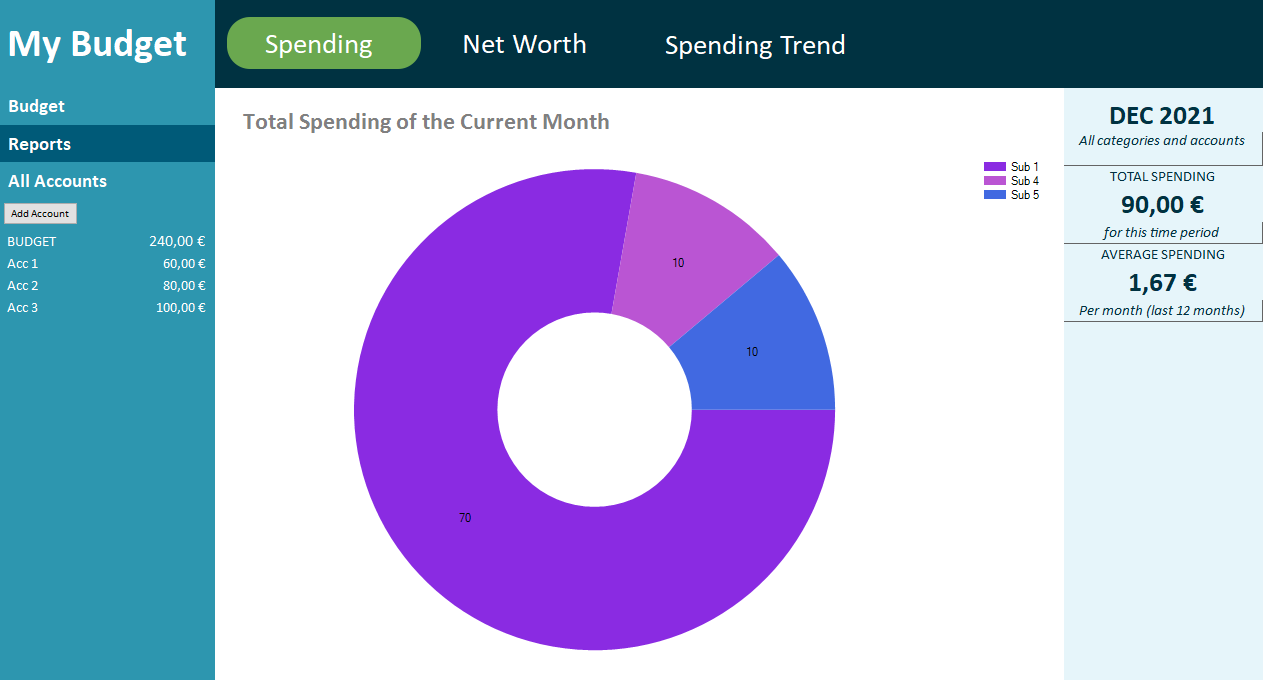 My Budget
Spending
Net Worth
Spending Trend
Budget
Reports
All Accounts
Add Account
BUDGET 240,00 €
Acc 1 60,00 €
Acc 2 80,00 €
Acc 3 100,00 €
Total Spending of the Current Month
Sub 1
Sub 4
Sub 5
10
10
70
DEC 2021
All categories and accounts
TOTAL SPENDING
90,00 €
for this time period
AVERAGE SPENDING
1,67 €
Per month (last 12 months)